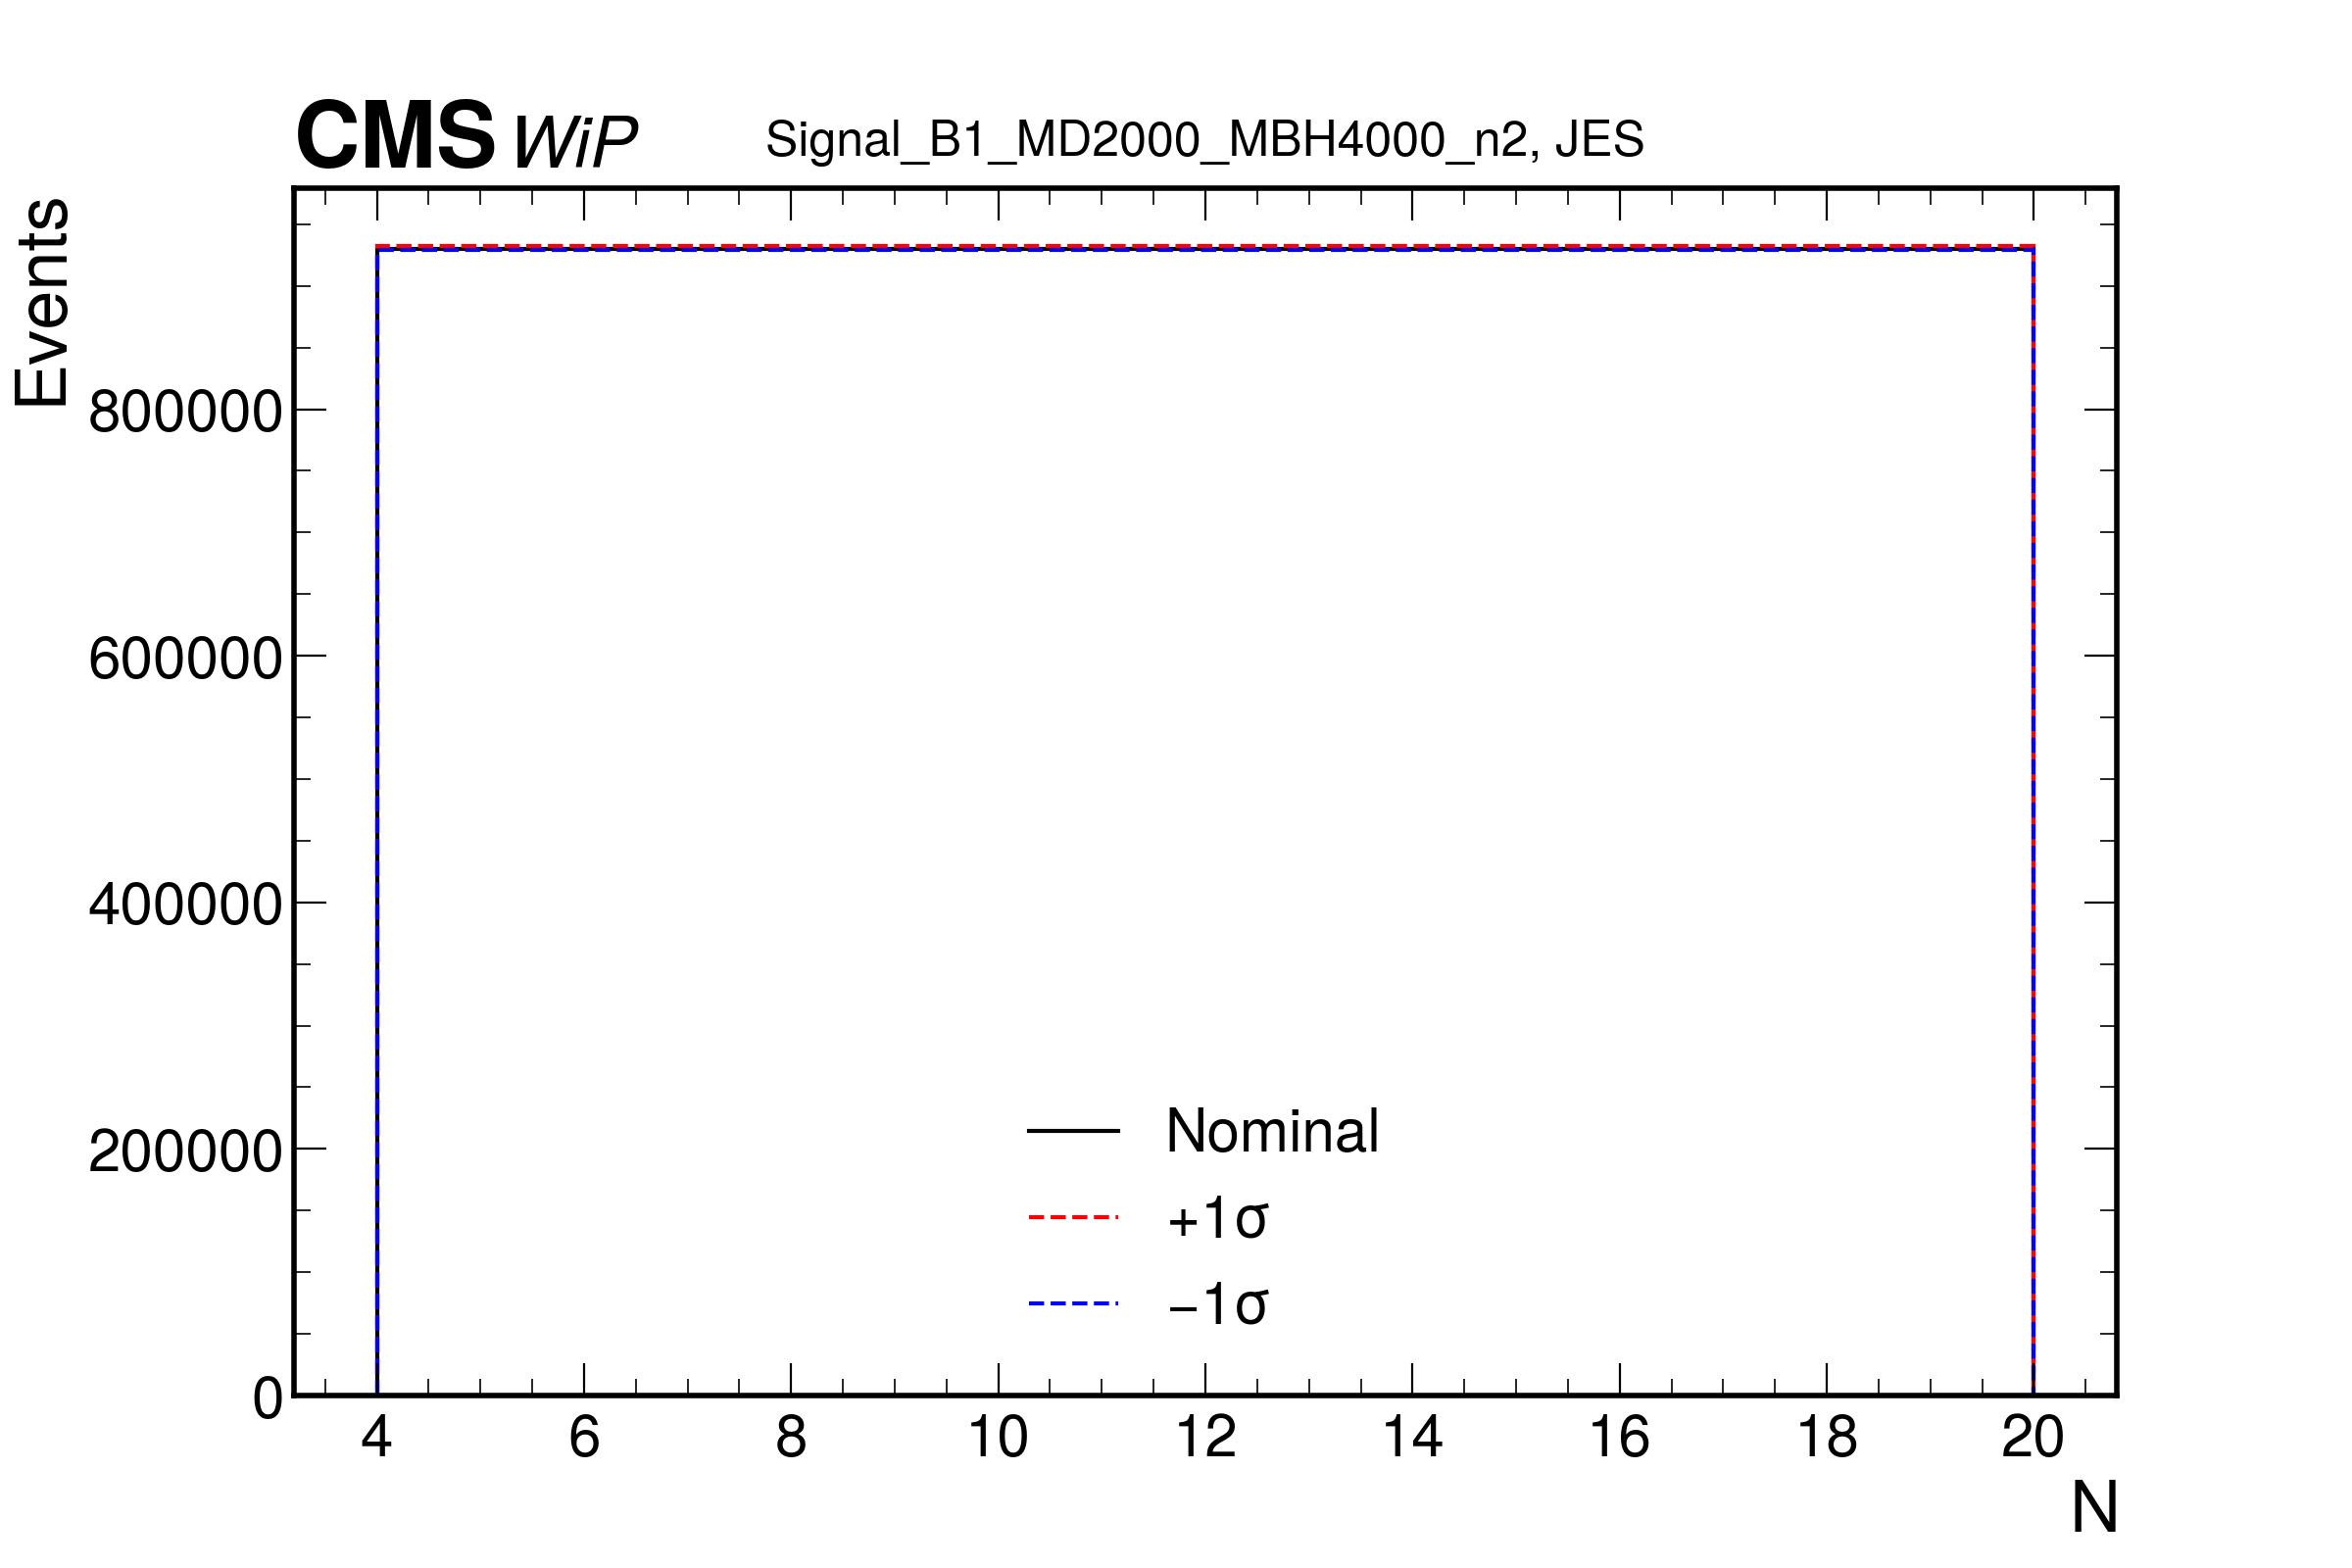 CMS WiP Signal_B1_MD2000_MBH4000_n2, JES
Events
800000
600000
400000
200000
0
Nominal
+1σ
−1σ
4 6 8 10 12 14 16 18 20
N